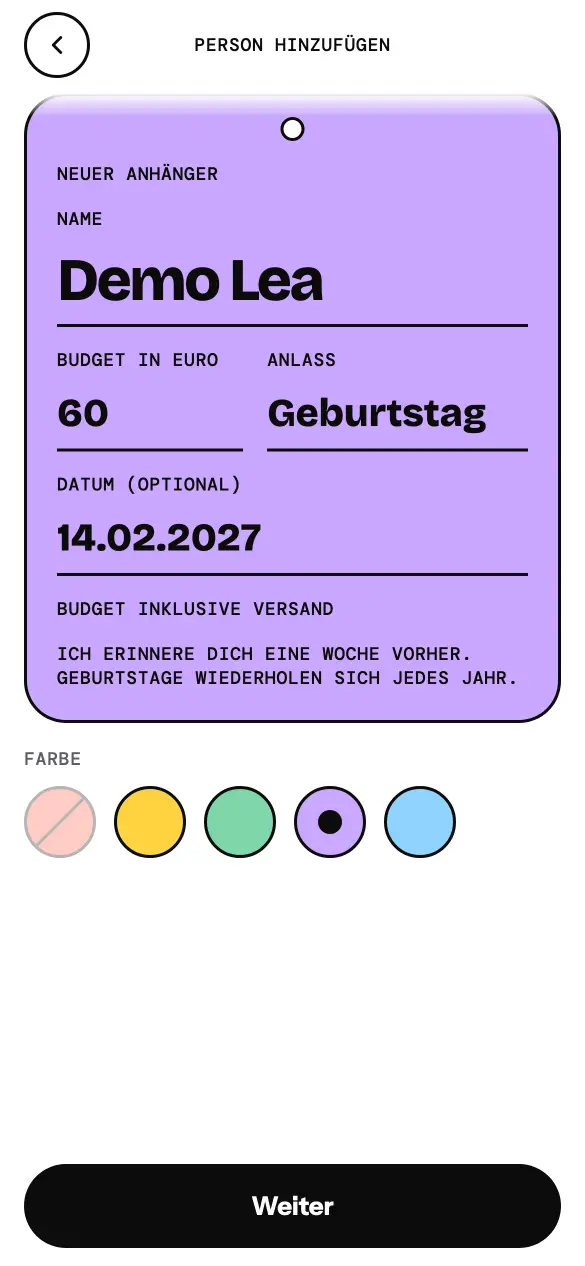 PERSON HINZUFÜGEN
NEUER ANHÄNGER
NAME
Demo Lea
BUDGET IN EURO
ANLASS
60
Geburtstag
DATUM (OPTIONAL)
14.02.2027
BUDGET INKLUSIVE VERSAND
ICH ERINNERE DICH EINE WOCHE VORHER.
GEBURTSTAGE WIEDERHOLEN SICH JEDES JAHR.
FARBE
Weiter